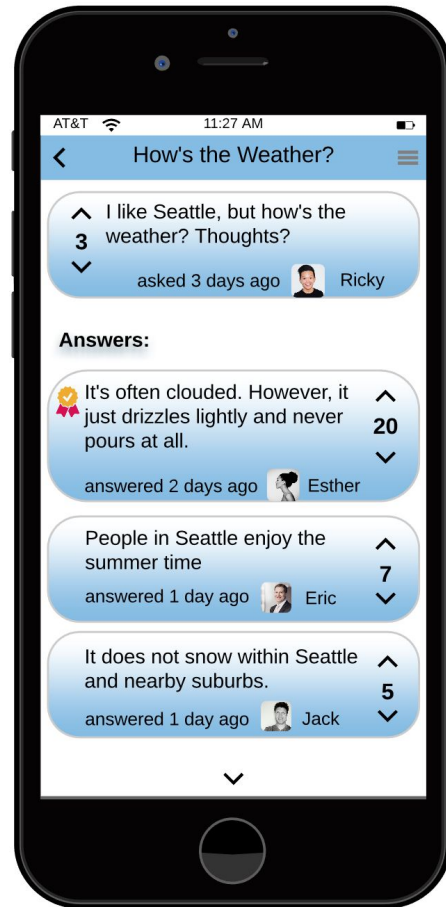 AT&T 11:27 AM
How's the Weather?
I like Seattle, but how's the
3 weather? Thoughts?
asked 3 days ago Ricky
Answers:
It's often clouded. However, it
just drizzles lightly and never
20
pours at all.
answered 2 days ago Esther
People in Seattle enjoy the
summer time
7
answered 1 day ago Eric
It does not snow within Seattle
and nearby suburbs.
5
answered 1 day ago Jack